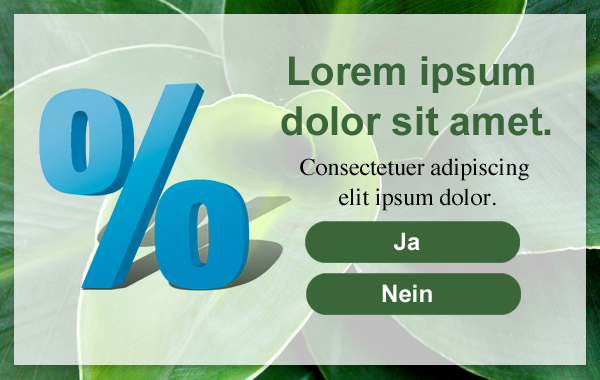 %
Lorem ipsum
dolor sit amet.
Consectetuer adipiscing
elit ipsum dolor.
Ja
Nein